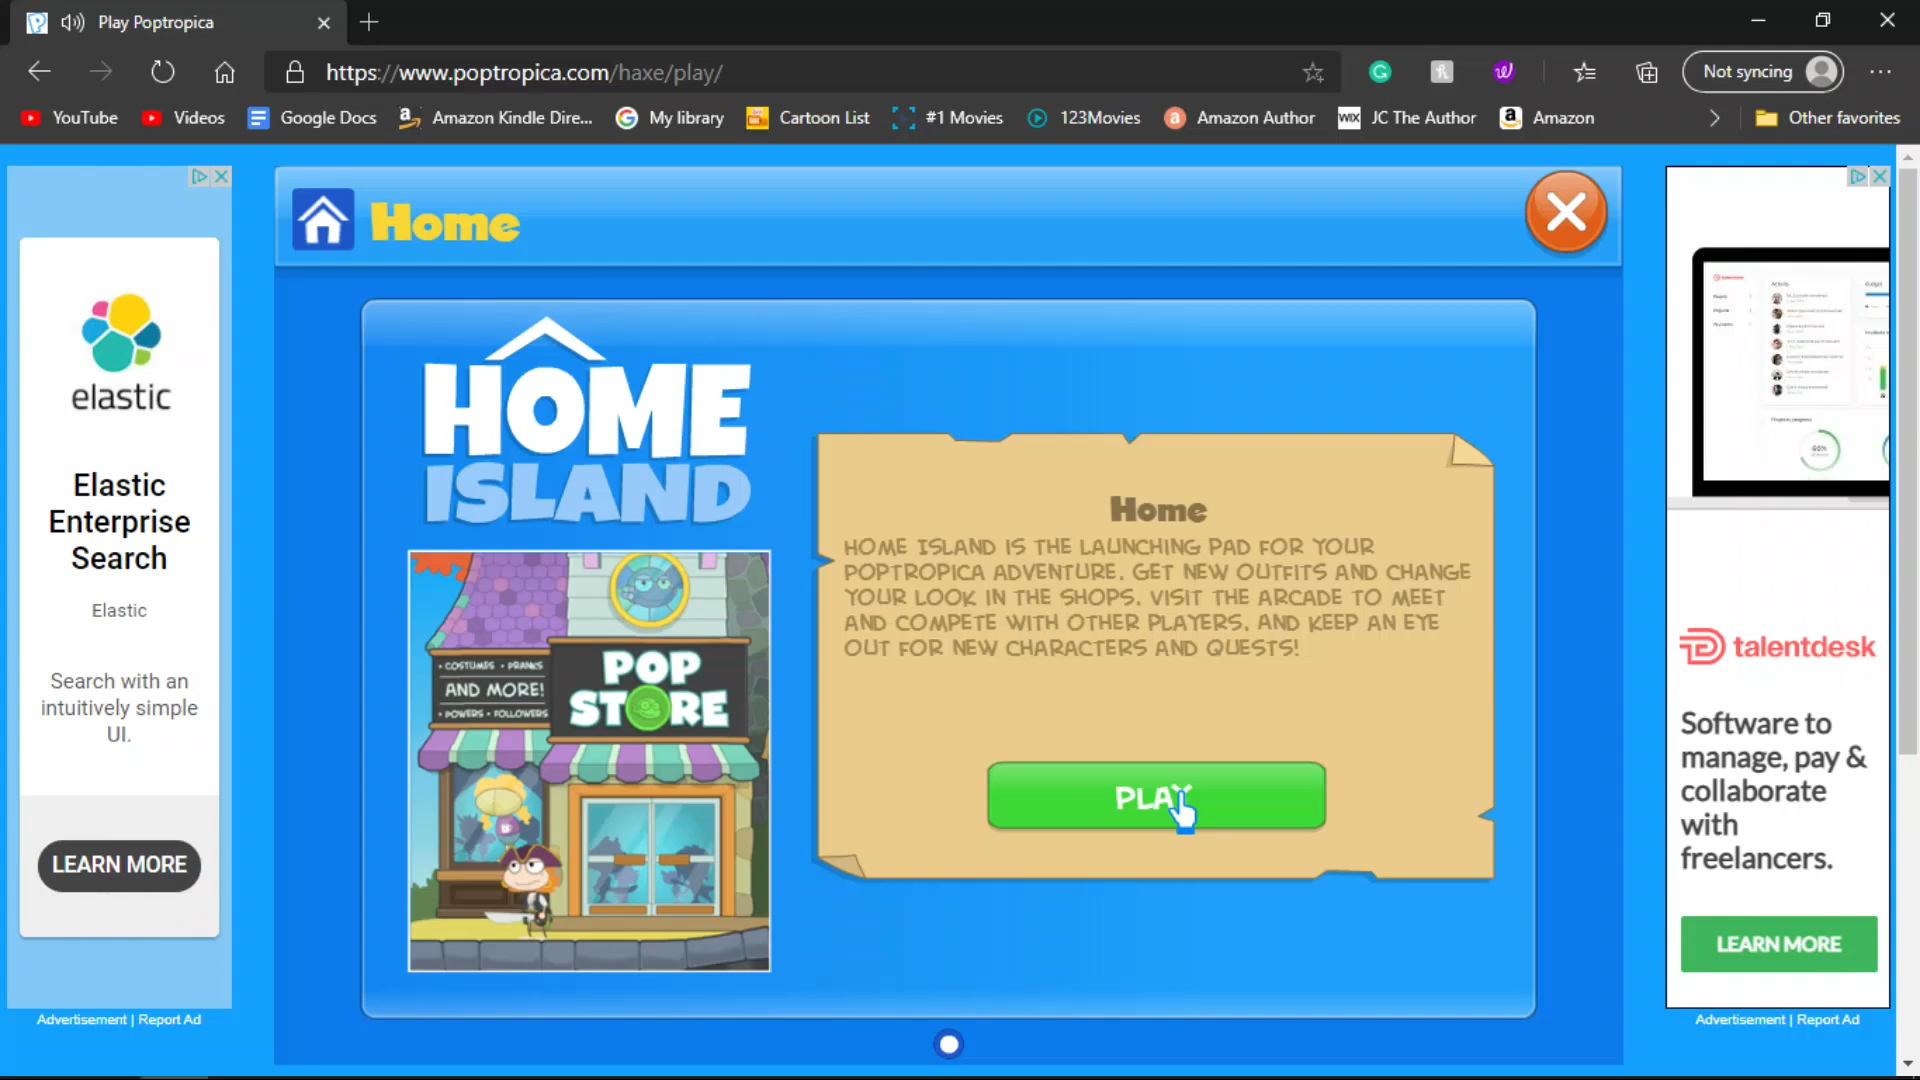 Play Poptropica
https://www.poptropica.com/haxe/play/
Not syncing
YouTube
Videos
Google Docs
Amazon Kindle Dire...
My library
Cartoon List
#1 Movies
123Movies
Amazon Author
WIX
JC The Author
Amazon
Other favorites
Home
HOME
ISLAND
• COSTUMES • PRANKS
AND MORE!
• POWERS • FOLLOWERS
POP
STORE
Home
HOME ISLAND IS THE LAUNCHING PAD FOR YOUR
POPTROPICA ADVENTURE. GET NEW OUTFITS AND CHANGE
YOUR LOOK IN THE SHOPS. VISIT THE ARCADE TO MEET
AND COMPETE WITH OTHER PLAYERS. AND KEEP AN EYE
OUT FOR NEW CHARACTERS AND QUESTS!
PLAY
elastic
Elastic
Enterprise
Search
Elastic
Search with an
intuitively simple
UI.
LEARN MORE
Advertisement | Report Ad
talentdesk
Software to
manage, pay &
collaborate
with
freelancers.
LEARN MORE
Advertisement | Report Ad